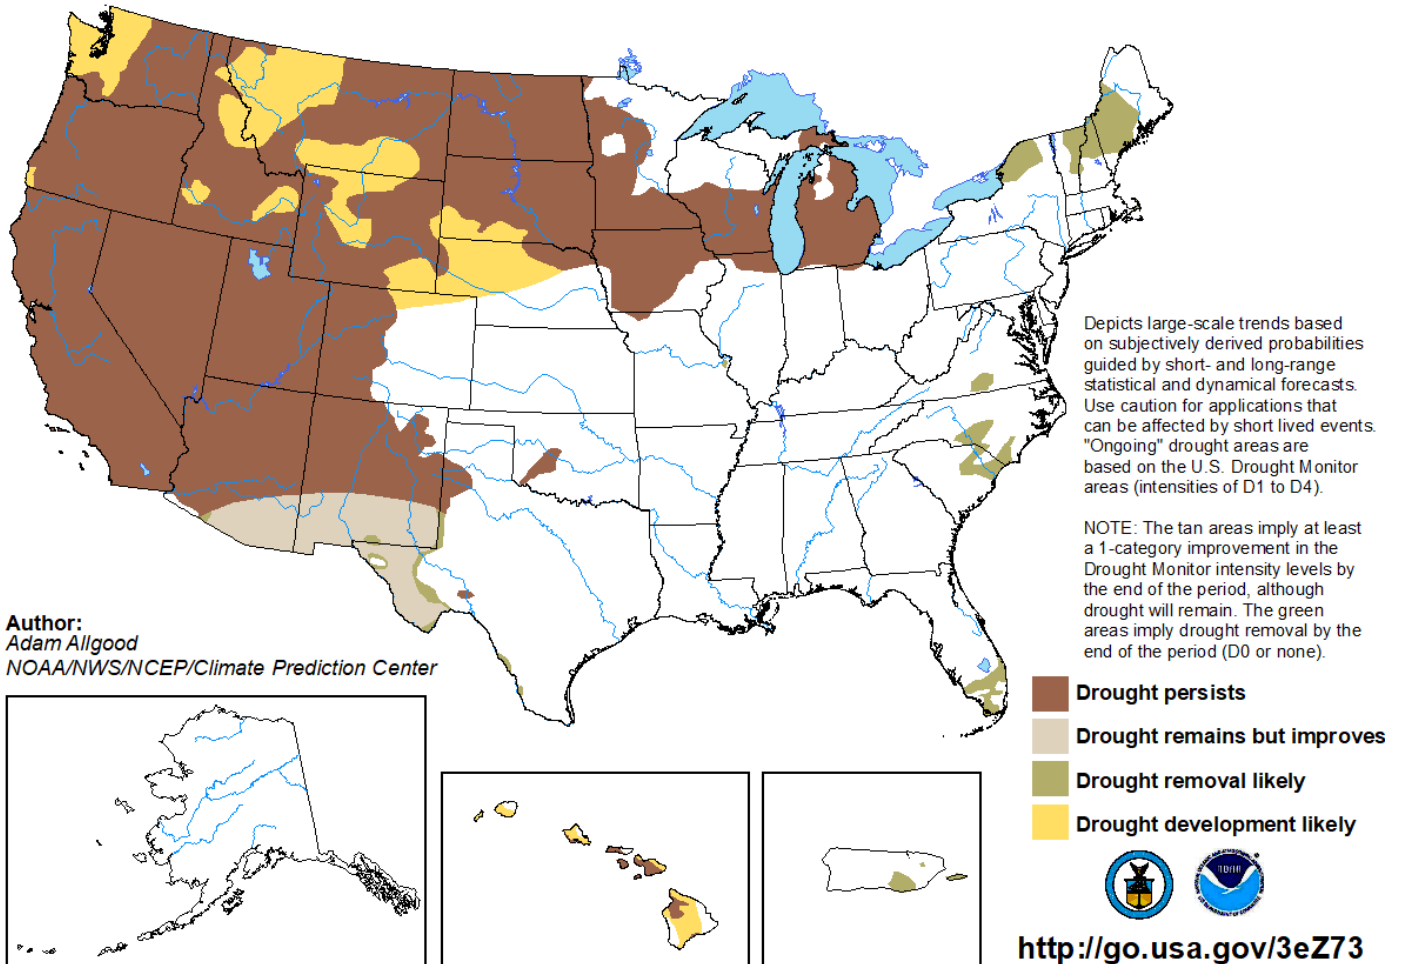 Depicts large-scale trends based
on subjectively derived probabilities
guided by short- and long-range
statistical and dynamical forecasts.
Use caution for applications that
can be affected by short lived events.
"Ongoing" drought areas are
based on the U.S. Drought Monitor
areas (intensities of D1 to D4).
NOTE: The tan areas imply at least
a 1-category improvement in the
Drought Monitor intensity levels by
the end of the period, although
drought will remain. The green
areas imply drought removal by the
end of the period (D0 or none).
Author:
Adam Allgood
NOAA/NWS/NCEP/Climate Prediction Center
Drought persists
Drought remains but improves
Drought removal likely
Drought development likely
http://go.usa.gov/3eZ73